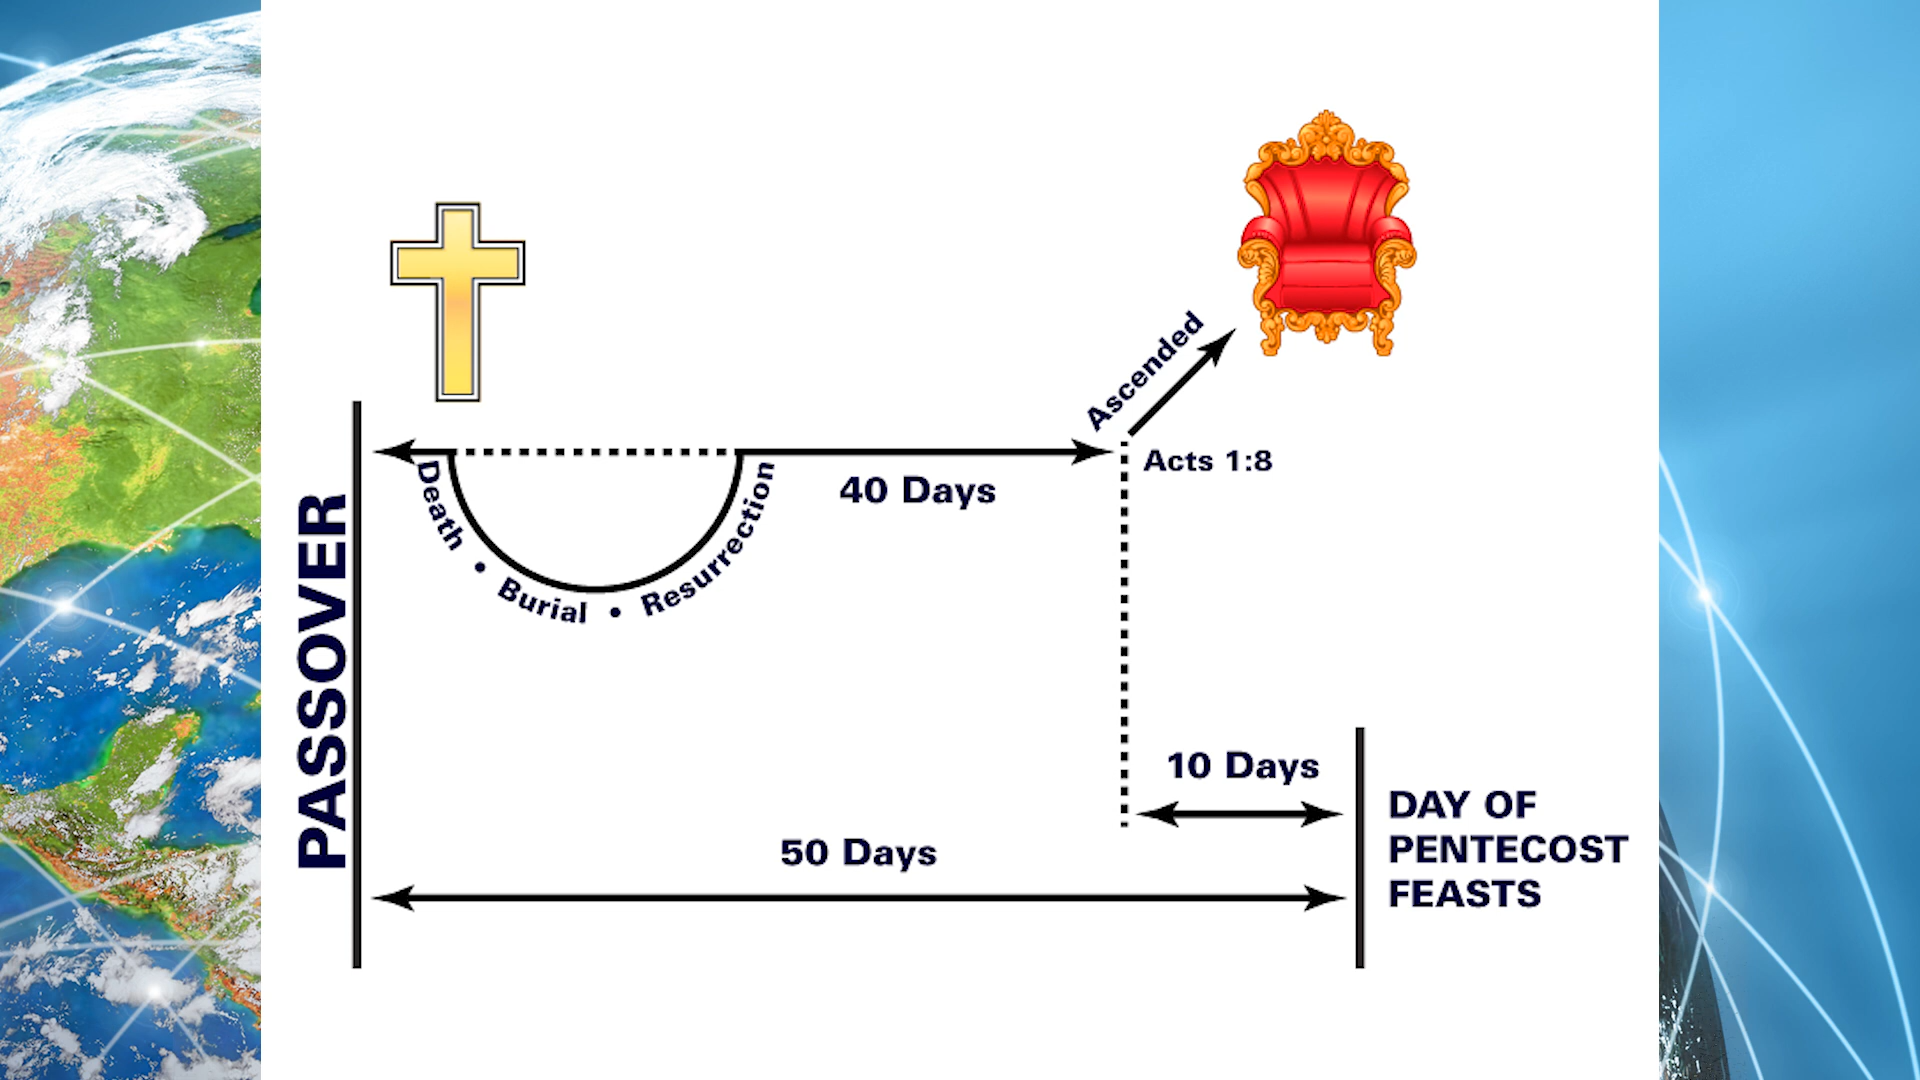 PASSOVER
Death • Burial • Resurrection
40 Days
Ascended
Acts 1:8
10 Days
50 Days
DAY OF
PENTECOST
FEASTS